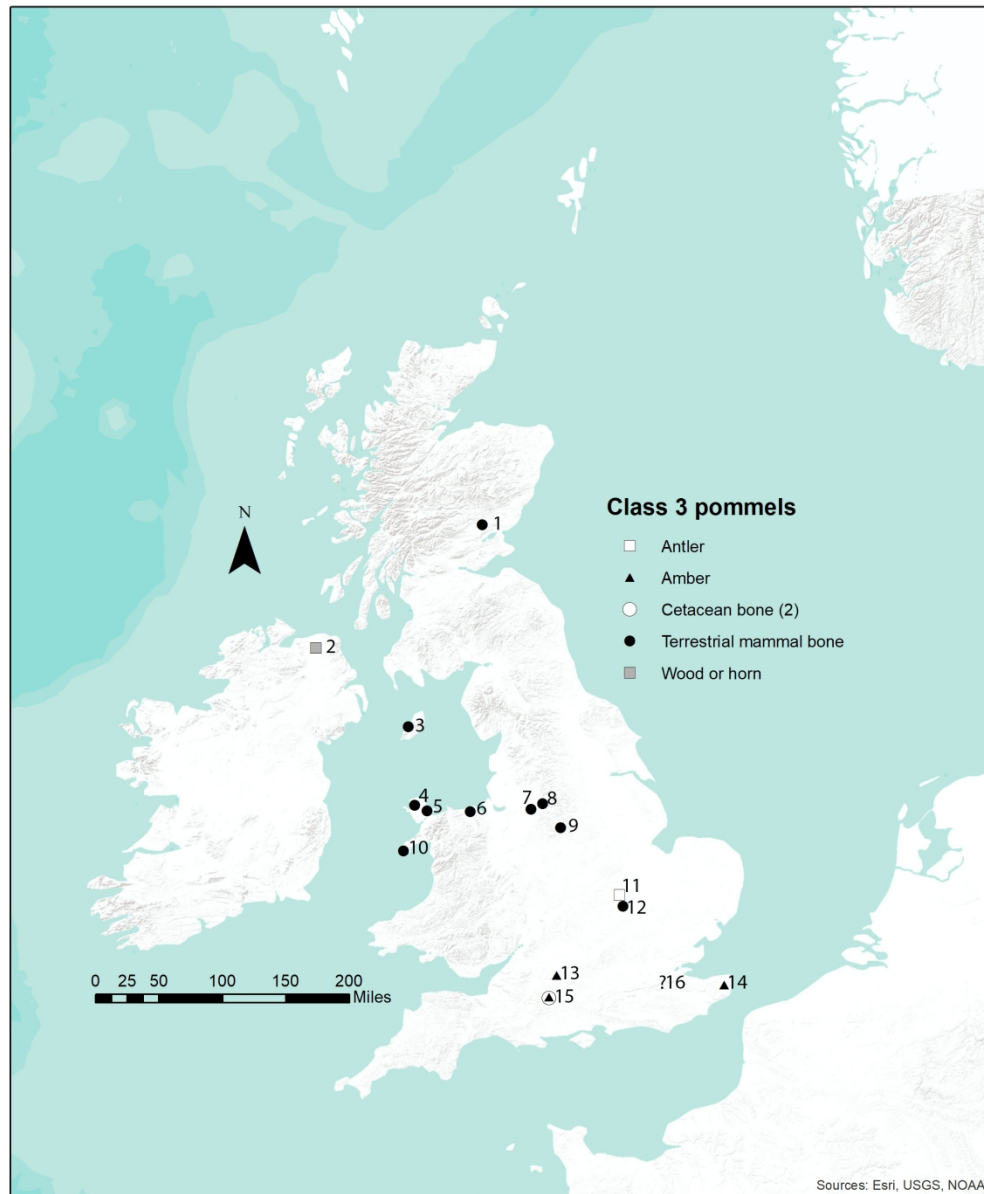 N
Class 3 pommels
Antler
Amber
Cetacean bone (2)
Terrestrial mammal bone
Wood or horn
1
2
3
4
5
6
7
8
9
10
11
12
13
?16
14
15
0 25 50 100 150 200
Miles
Sources: Esri, USGS, NOAA